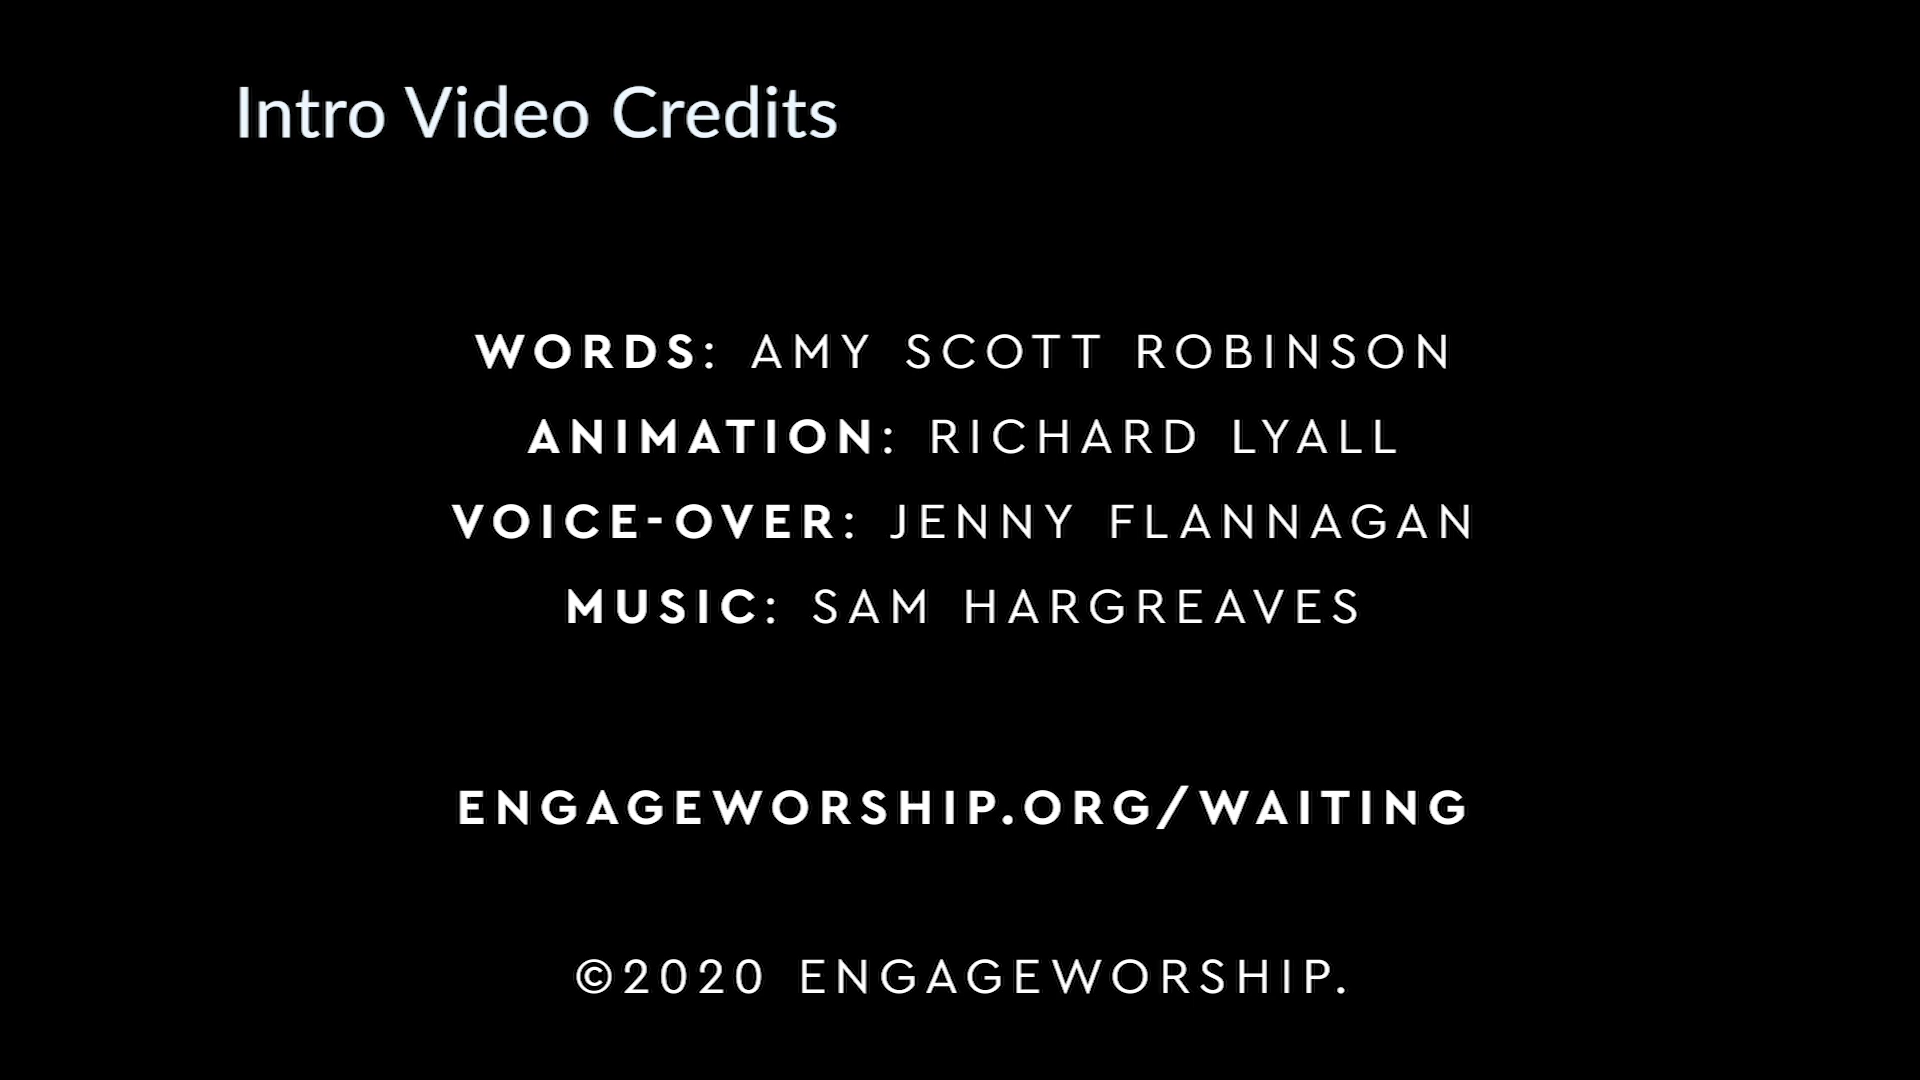 Intro Video Credits
WORDS: AMY SCOTT ROBINSON
ANIMATION: RICHARD LYALL
VOICE-OVER: JENNY FLANNAGAN
MUSIC: SAM HARGREAVES
ENGAGEWORSHIP.ORG/WAITING
©2020 ENGAGEWORSHIP.